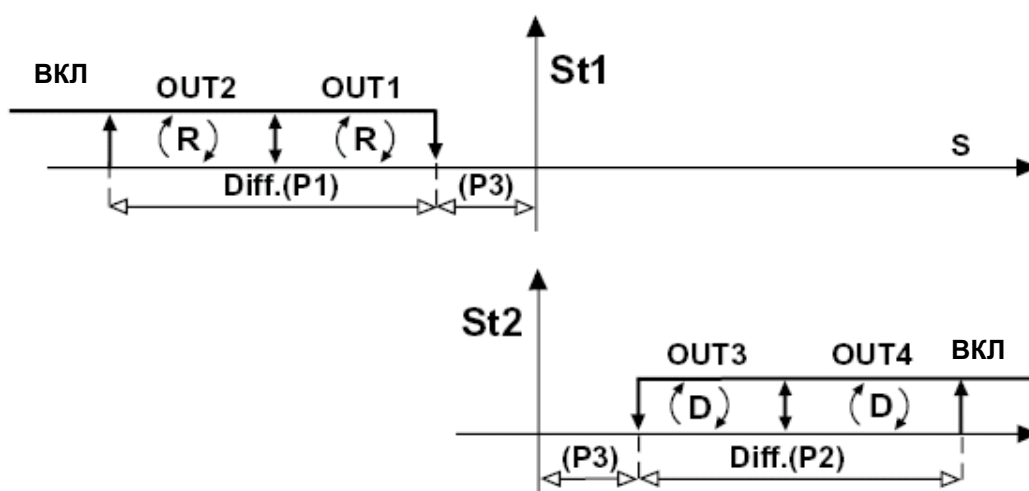 ВКЛ OUT2 OUT1 St1
(R) (R) S
Diff.(P1) (P3)
St2 OUT3 OUT4 ВКЛ
(D) (D)
(P3) Diff.(P2)